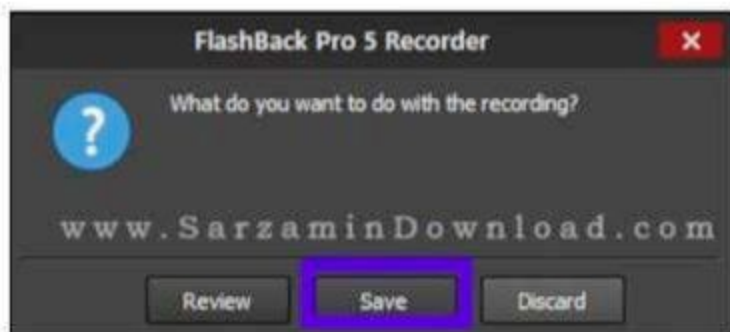 FlashBack Pro 5 Recorder
What do you want to do with the recording?
www.SarzaminDownload.com
Review Save Discard